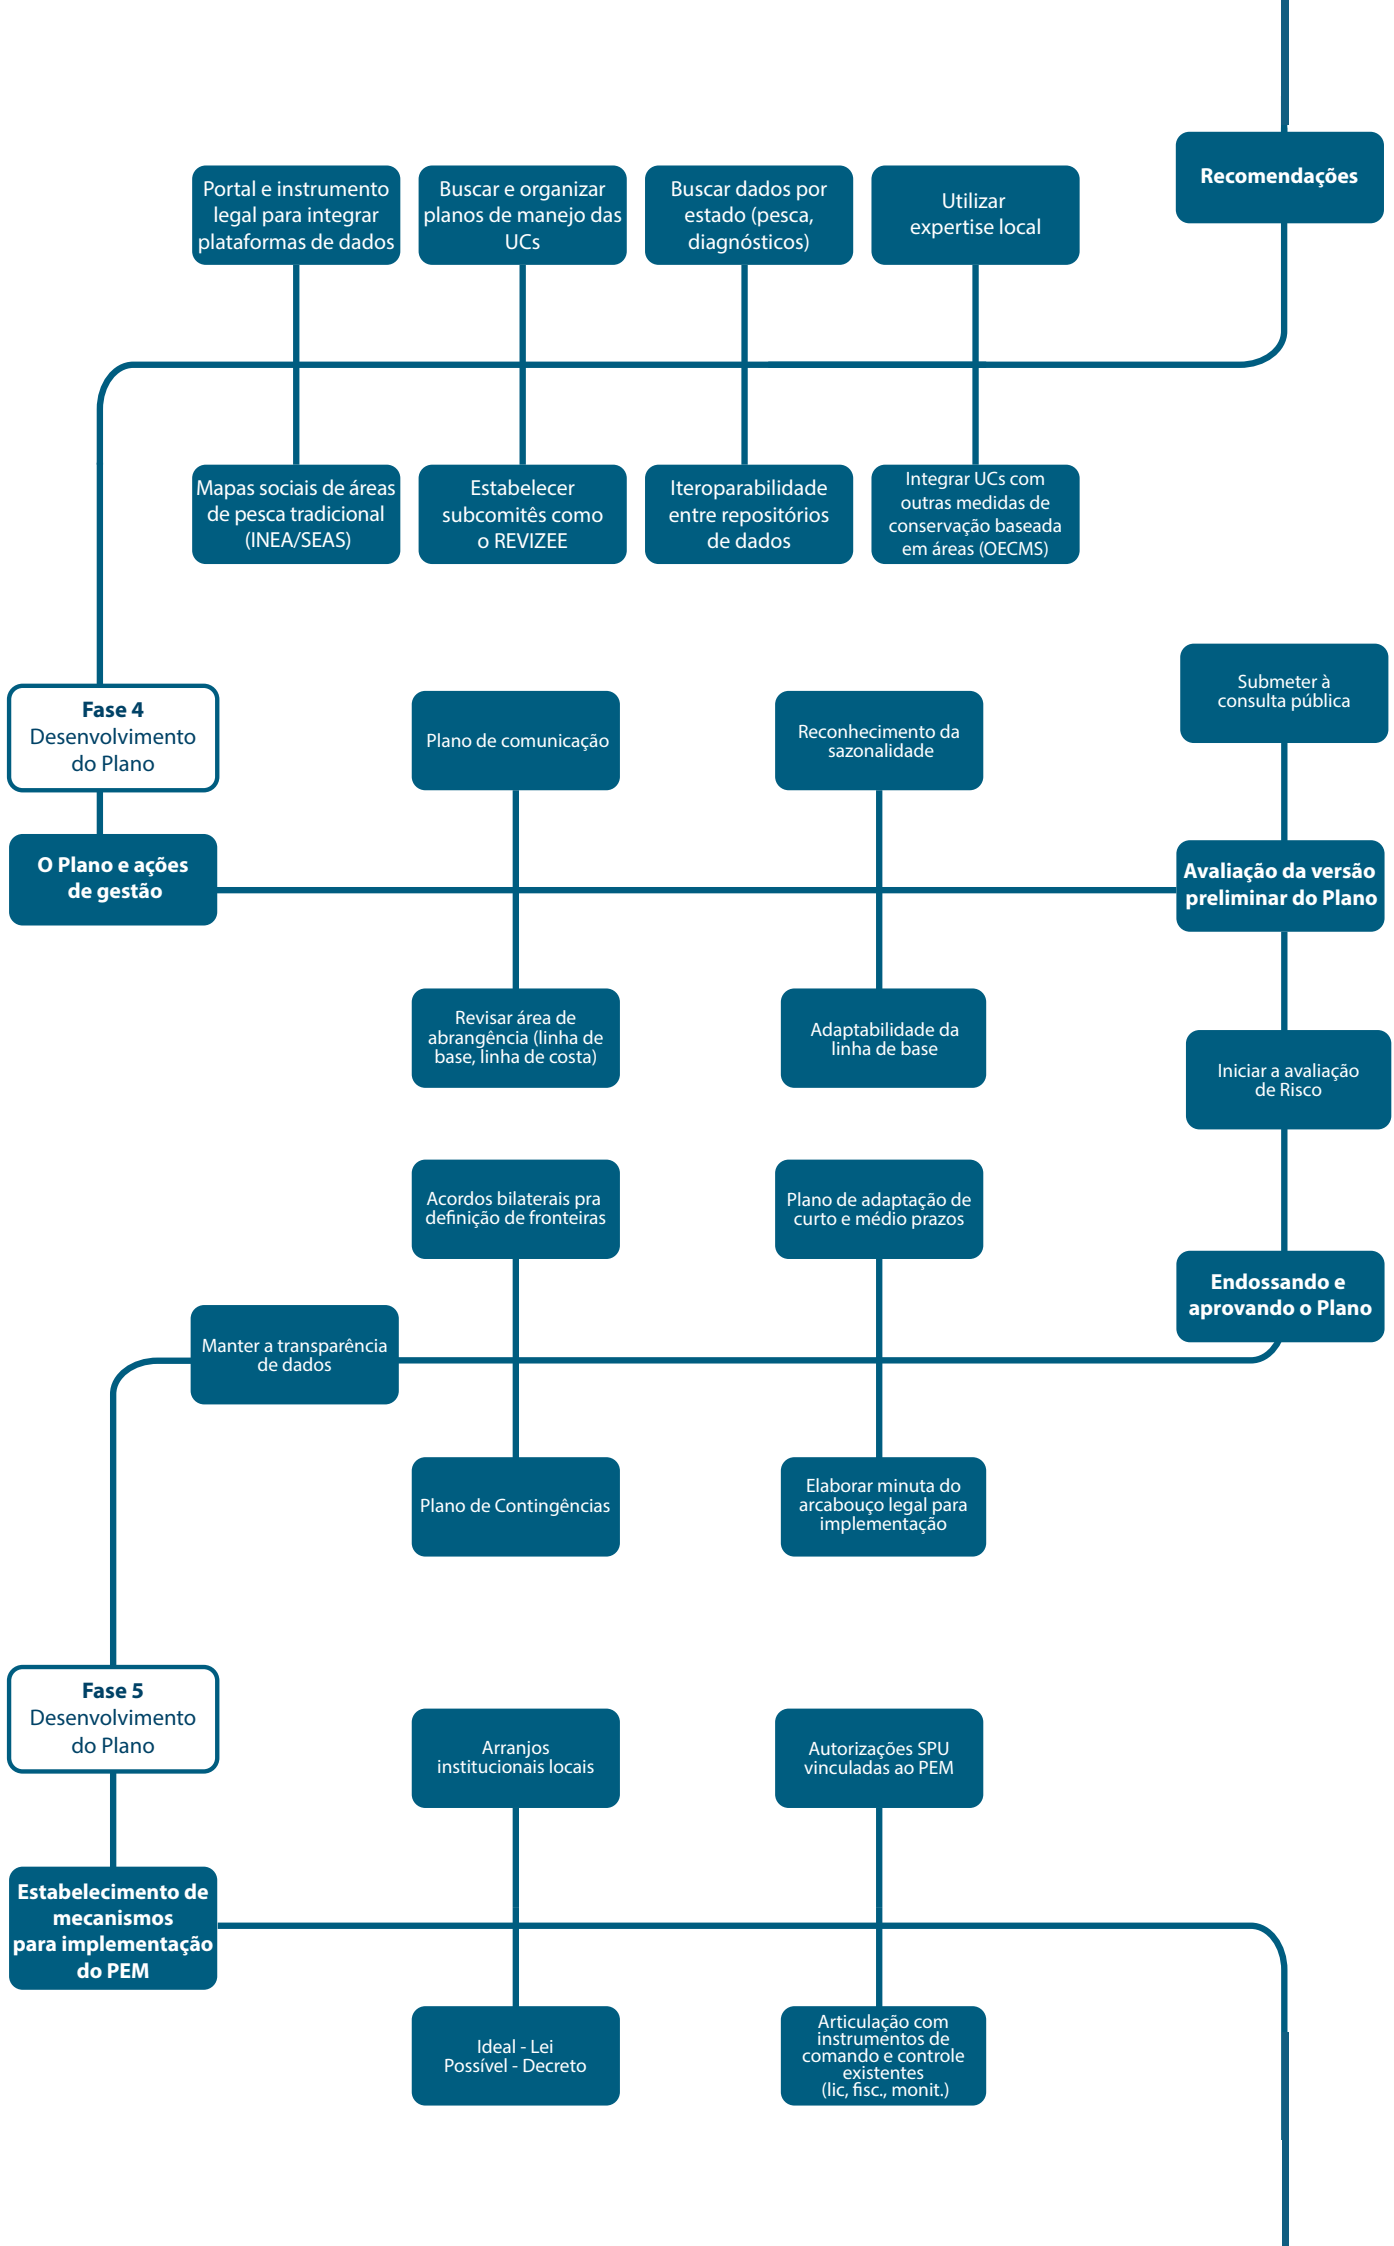 Recomendações
Portal e instrumento
legal para integrar
plataformas de dados
Buscar e organizar
planos de manejo das
UCs
Buscar dados por
estado (pesca,
diagnósticos)
Utilizar
expertise local
Mapas sociais de áreas
de pesca tradicional
(INEA/SEAS)
Estabelecer
subcomitês como
o REVIZEE
Iteroparabilidade
entre repositórios
de dados
Integrar UCs com
outras medidas de
conservação baseada
em áreas (OECMS)
Fase 4
Desenvolvimento
do Plano
O Plano e ações
de gestão
Plano de comunicação
Reconhecimento da
sazonalidade
Submeter à
consulta pública
Avaliação da versão
preliminar do Plano
Revisar área de
abrangência (linha de
base, linha de costa)
Adaptabilidade da
linha de base
Iniciar a avaliação
de Risco
Acordos bilaterais pra
definição de fronteiras
Plano de adaptação de
curto e médio prazos
Endossando e
aprovando o Plano
Manter a transparência
de dados
Plano de Contingências
Elaborar minuta do
arcabouço legal para
implementação
Fase 5
Desenvolvimento
do Plano
Arranjos
institucionais locais
Autorizações SPU
vinculadas ao PEM
Estabelecimento de
mecanismos
para implementação
do PEM
Ideal - Lei
Possível - Decreto
Articulação com
instrumentos de
comando e controle
existentes
(lic, fisc., monit.)